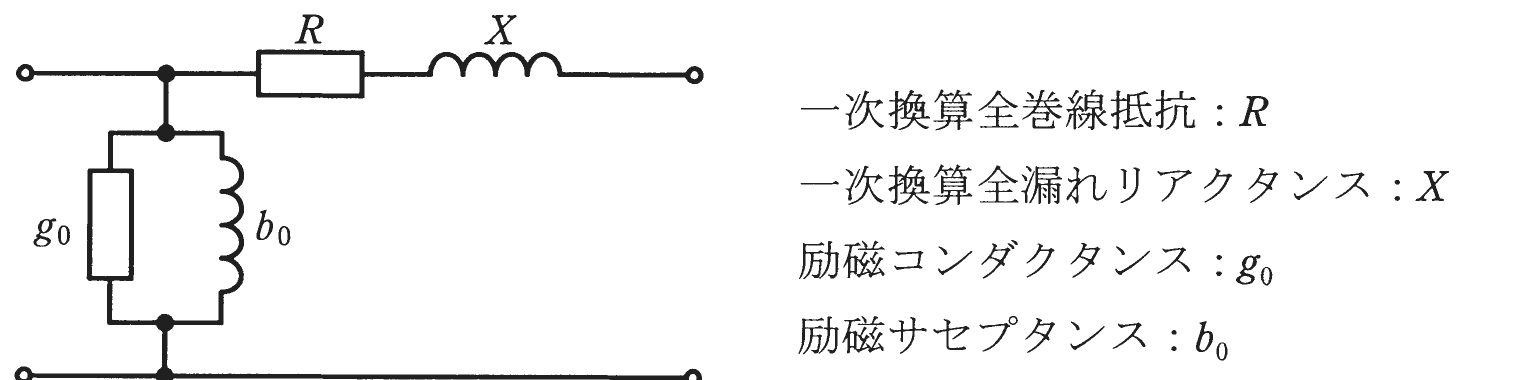 R
X
g₀
b₀
一次換算全巻線抵抗：R
一次換算全漏れリアクタンス：X
励磁コンダクタンス：g₀
励磁サセプタンス：b₀